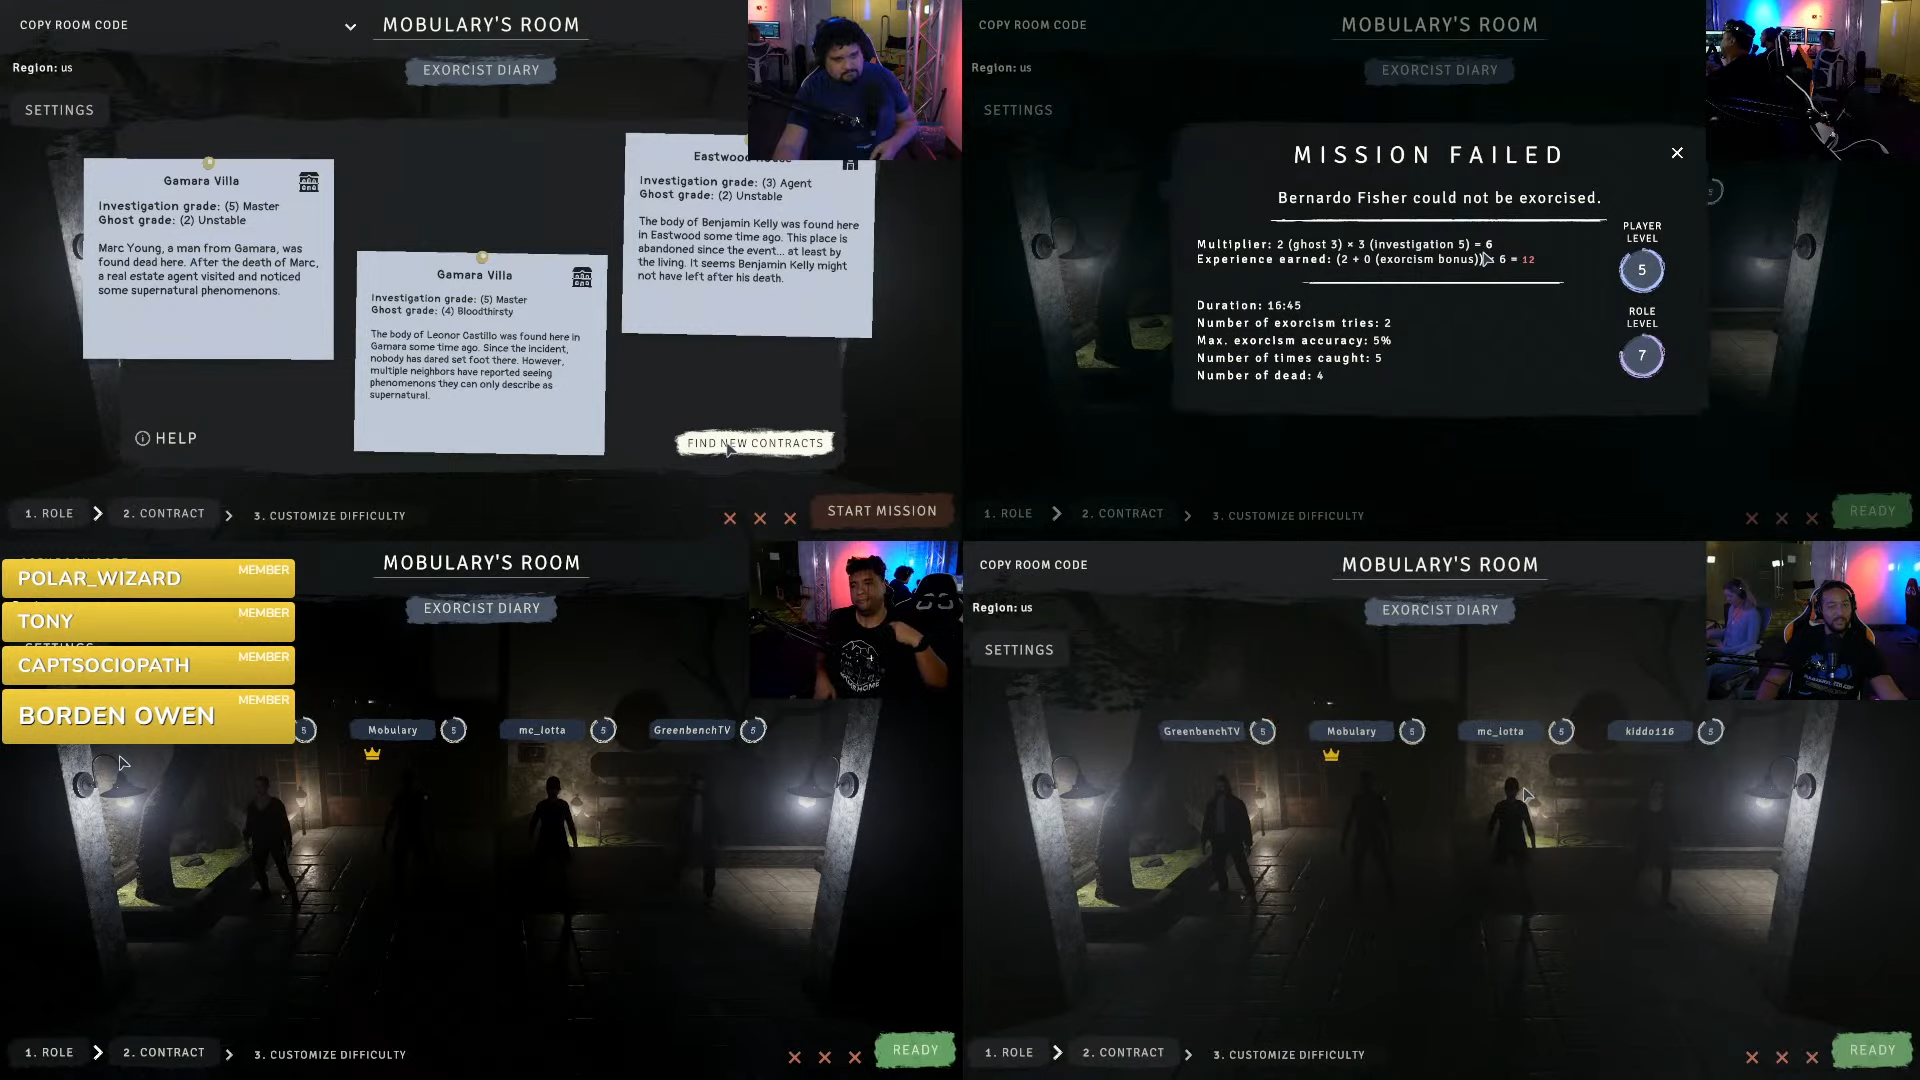 COPY ROOM CODE
MOBULARY'S ROOM
EXORCIST DIARY
Region: us
SETTINGS
Gamara Villa
Investigation grade: (5) Master
Ghost grade: (2) Unstable
Marc Young, a man from Gamara, was
found dead here. After the death of Marc,
a real estate agent visited and noticed
some supernatural phenomenons.
Gamara Villa
Investigation grade: (5) Master
Ghost grade: (4) Bloodthirsty
The body of Leonor Castillo was found here in
Gamara some time ago. Since the incident,
nobody has dared set foot there. However,
multiple neighbors have reported seeing
phenomenons they can only describe as
supernatural.
Eastwood House
Investigation grade: (3) Agent
Ghost grade: (2) Unstable
The body of Benjamin Kelly was found here
in Eastwood some time ago. This place is
abandoned since the event... at least by
the living. It seems Benjamin Kelly might
not have left after his death.
HELP
FIND NEW CONTRACTS
1. ROLE
2. CONTRACT
3. CUSTOMIZE DIFFICULTY
START MISSION
COPY ROOM CODE
MOBULARY'S ROOM
EXORCIST DIARY
Region: us
SETTINGS
MISSION FAILED
Bernardo Fisher could not be exorcised.
Multiplier: 2 (ghost 3) × 3 (investigation 5) = 6
Experience earned: (2 + 0 (exorcism bonus)) × 6 = 12
Duration: 16:45
Number of exorcism tries: 2
Max. exorcism accuracy: 5%
Number of times caught: 5
Number of dead: 4
PLAYER
LEVEL
5
ROLE
LEVEL
7
5
1. ROLE
2. CONTRACT
3. CUSTOMIZE DIFFICULTY
READY
MOBULARY'S ROOM
EXORCIST DIARY
POLAR_WIZARD
MEMBER
TONY
MEMBER
SETTINGS
CAPTSOCIOPATH
MEMBER
BORDEN OWEN
MEMBER
5
Mobulary
5
mc_lotta
5
GreenbenchTV
5
1. ROLE
2. CONTRACT
3. CUSTOMIZE DIFFICULTY
READY
COPY ROOM CODE
MOBULARY'S ROOM
EXORCIST DIARY
Region: us
SETTINGS
GreenbenchTV
5
Mobulary
5
mc_lotta
5
kiddo116
5
1. ROLE
2. CONTRACT
3. CUSTOMIZE DIFFICULTY
READY